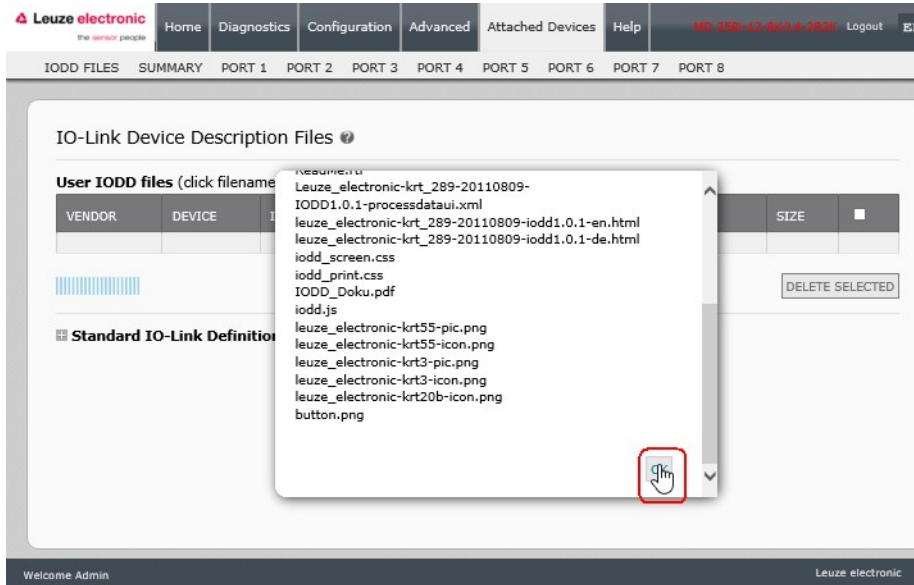 Leuze electronic
the sensor people
Home Diagnostics Configuration Advanced Attached Devices Help Logout
IODD FILES SUMMARY PORT 1 PORT 2 PORT 3 PORT 4 PORT 5 PORT 6 PORT 7 PORT 8
IO-Link Device Description Files
User IODD files (click filename
VENDOR DEVICE SIZE
ReadMe.rtf
Leuze_electronic-krt_289-20110809-
IODD1.0.1-processdataui.xml
leuze_electronic-krt_289-20110809-iodd1.0.1-en.html
leuze_electronic-krt_289-20110809-iodd1.0.1-de.html
iodd_screen.css
iodd_print.css
IODD_Doku.pdf
iodd.js
leuze_electronic-krt55-pic.png
leuze_electronic-krt55-icon.png
leuze_electronic-krt3-pic.png
leuze_electronic-krt3-icon.png
leuze_electronic-krt20b-icon.png
button.png
OK
DELETE SELECTED
Standard IO-Link Definition
Welcome Admin
Leuze electronic